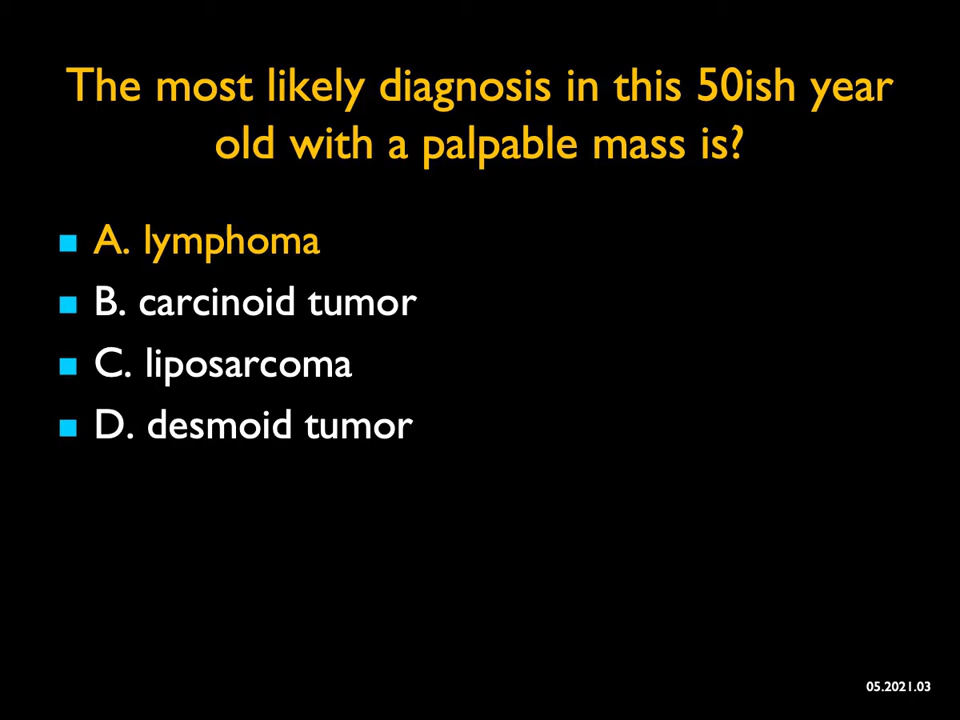 The most likely diagnosis in this 50ish year
old with a palpable mass is?
A. lymphoma
B. carcinoid tumor
C. liposarcoma
D. desmoid tumor
05.2021.03